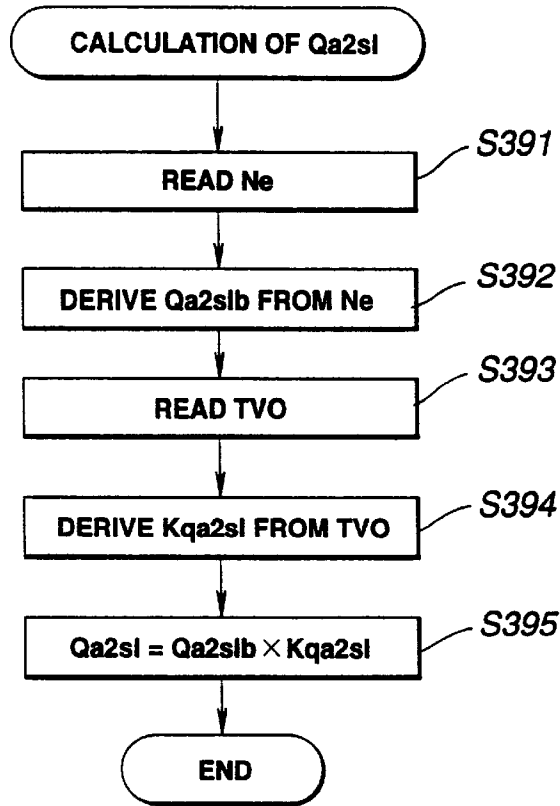 CALCULATION OF Qa2sl
S391
READ Ne
S392
DERIVE Qa2slb FROM Ne
S393
READ TVO
S394
DERIVE Kqa2sl FROM TVO
S395
Qa2sl = Qa2slb × Kqa2sl
END